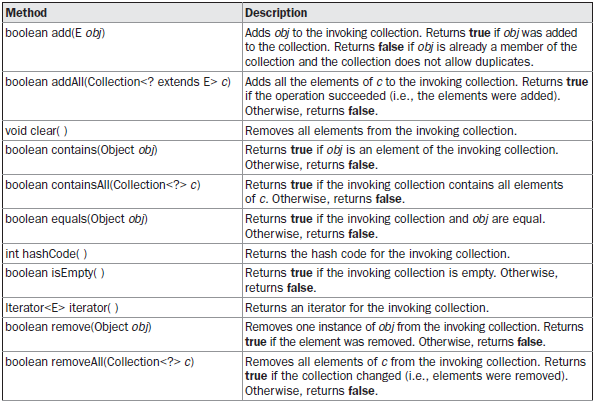 Method Description
boolean add(E obj) Adds obj to the invoking collection. Returns true if obj was added
to the collection. Returns false if obj is already a member of the
collection and the collection does not allow duplicates.
boolean addAll(Collection<? extends E> c) Adds all the elements of c to the invoking collection. Returns true
if the operation succeeded (i.e., the elements were added).
Otherwise, returns false.
void clear( ) Removes all elements from the invoking collection.
boolean contains(Object obj) Returns true if obj is an element of the invoking collection.
Otherwise, returns false.
boolean containsAll(Collection<?> c) Returns true if the invoking collection contains all elements
of c. Otherwise, returns false.
boolean equals(Object obj) Returns true if the invoking collection and obj are equal.
Otherwise, returns false.
int hashCode( ) Returns the hash code for the invoking collection.
boolean isEmpty( ) Returns true if the invoking collection is empty. Otherwise,
returns false.
Iterator<E> iterator( ) Returns an iterator for the invoking collection.
boolean remove(Object obj) Removes one instance of obj from the invoking collection. Returns
true if the element was removed. Otherwise, returns false.
boolean removeAll(Collection<?> c) Removes all elements of c from the invoking collection. Returns
true if the collection changed (i.e., elements were removed).
Otherwise, returns false.